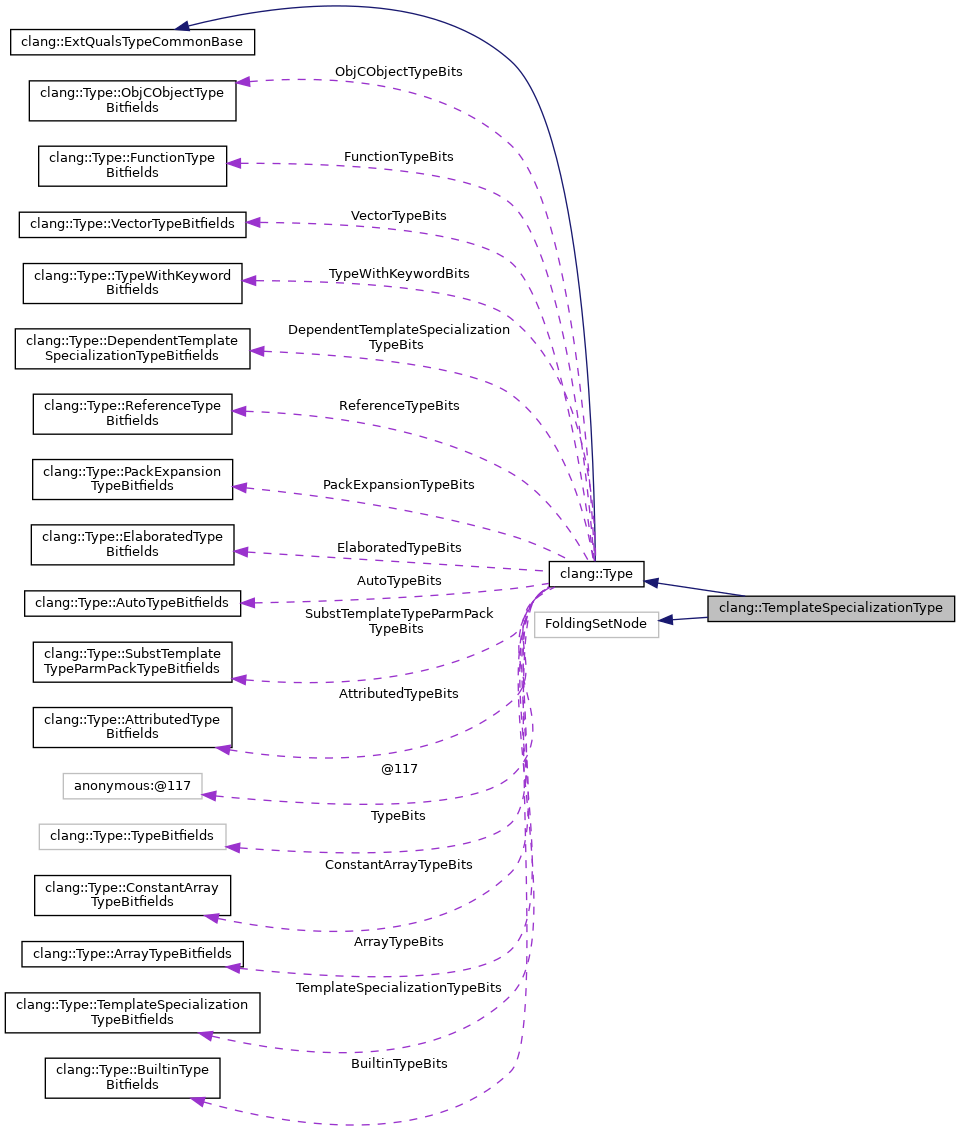 clang::ExtQualsTypeCommonBase
ObjCObjectTypeBits
clang::Type::ObjCObjectType
Bitfields
FunctionTypeBits
clang::Type::FunctionType
Bitfields
VectorTypeBits
clang::Type::VectorTypeBitfields
TypeWithKeywordBits
clang::Type::TypeWithKeyword
Bitfields
DependentTemplateSpecialization
TypeBits
clang::Type::DependentTemplate
SpecializationTypeBitfields
ReferenceTypeBits
clang::Type::ReferenceType
Bitfields
PackExpansionTypeBits
clang::Type::PackExpansion
TypeBitfields
ElaboratedTypeBits
clang::Type::ElaboratedType
Bitfields
clang::Type
AutoTypeBits
clang::Type::AutoTypeBitfields
clang::TemplateSpecializationType
SubstTemplateTypeParmPack
TypeBits
FoldingSetNode
clang::Type::SubstTemplate
TypeParmPackTypeBitfields
AttributedTypeBits
clang::Type::AttributedType
Bitfields
@117
anonymous:@117
TypeBits
clang::Type::TypeBitfields
ConstantArrayTypeBits
clang::Type::ConstantArray
TypeBitfields
ArrayTypeBits
clang::Type::ArrayTypeBitfields
TemplateSpecializationTypeBits
clang::Type::TemplateSpecialization
TypeBitfields
BuiltinTypeBits
clang::Type::BuiltinType
Bitfields